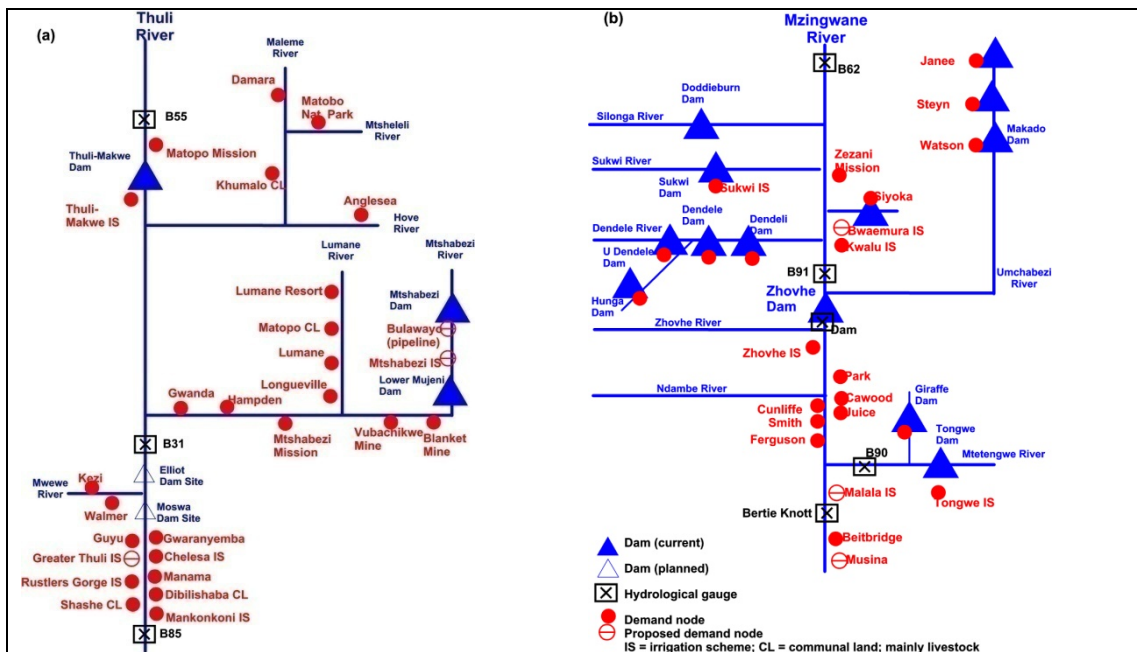 (a)
Thuli
River
Maleme
River
Damara
Matobo
Nat. Park
B55
Mtsheleli
River
Matopo Mission
Thuli-Makwe
Dam
Khumalo CL
Thuli-
Makwe IS
Anglesea
Hove
River
Lumane
River
Mtshabezi
River
Lumane Resort
Mtshabezi
Dam
Matopo CL
Bulawayo
(pipeline)
Lumane
Mtshabezi IS
Longueville
Lower Mujeni
Dam
Gwanda
Hampden
Mtshabezi
Mission
Vubachikwe
Mine
Blanket
Mine
B31
Elliot
Dam Site
Mwewe
River
Kezi
Walmer
Moswa
Dam Site
Guyu
Gwaranyemba
Greater Thuli IS
Chelesa IS
Rustlers Gorge IS
Manama
Dibilishaba CL
Shashe CL
Mankonkoni IS
B85
(b)
Mzingwane
River
B62
Janee
Doddieburn
Dam
Steyn
Silonga River
Makado
Dam
Watson
Sukwi River
Zezani
Mission
Sukwi
Dam
Sukwi IS
Siyoka
Dendele
Dam
Dendeli
Dam
Bwaemura IS
Dendele River
Kwalu IS
U Dendele
Dam
B91
Umchabezi
River
Hunga
Dam
Zhovhe
Dam
Zhovhe River
Dam
Zhovhe IS
Park
Ndambe River
Cawood
Giraffe
Dam
Cunliffe
Juice
Smith
Tongwe
Dam
Ferguson
B90
Mtetengwe River
Malala IS
Tongwe IS
Bertie Knott
Beitbridge
Musina
Dam (current)
Dam (planned)
Hydrological gauge
Demand node
Proposed demand node
IS = irrigation scheme; CL = communal land; mainly livestock